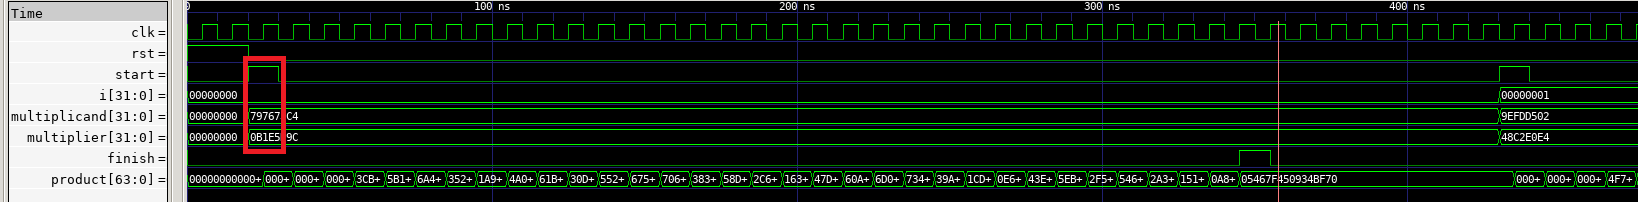 Time 0 100 ns 200 ns 300 ns 400 ns
clk =
rst =
start =
i[31:0] = 00000000 00000001
multiplicand[31:0] = 00000000 79767 C4 9EFDD502
multiplier[31:0] = 00000000 0B1E5 9C 48C2E0E4
finish =
product[63:0] = 00000000000+ 000+ 000+ 000+ 3CB+ 5B1+ 6A4+ 352+ 1A9+ 4A0+ 61B+ 30D+ 552+ 675+ 706+ 383+ 58D+ 2C6+ 163+ 47D+ 60A+ 6D0+ 734+ 39A+ 1CD+ 0E6+ 43E+ 5EB+ 2F5+ 546+ 2A3+ 151+ 0A8+ 05467F450934BF70 000+ 000+ 000+ 4F7+